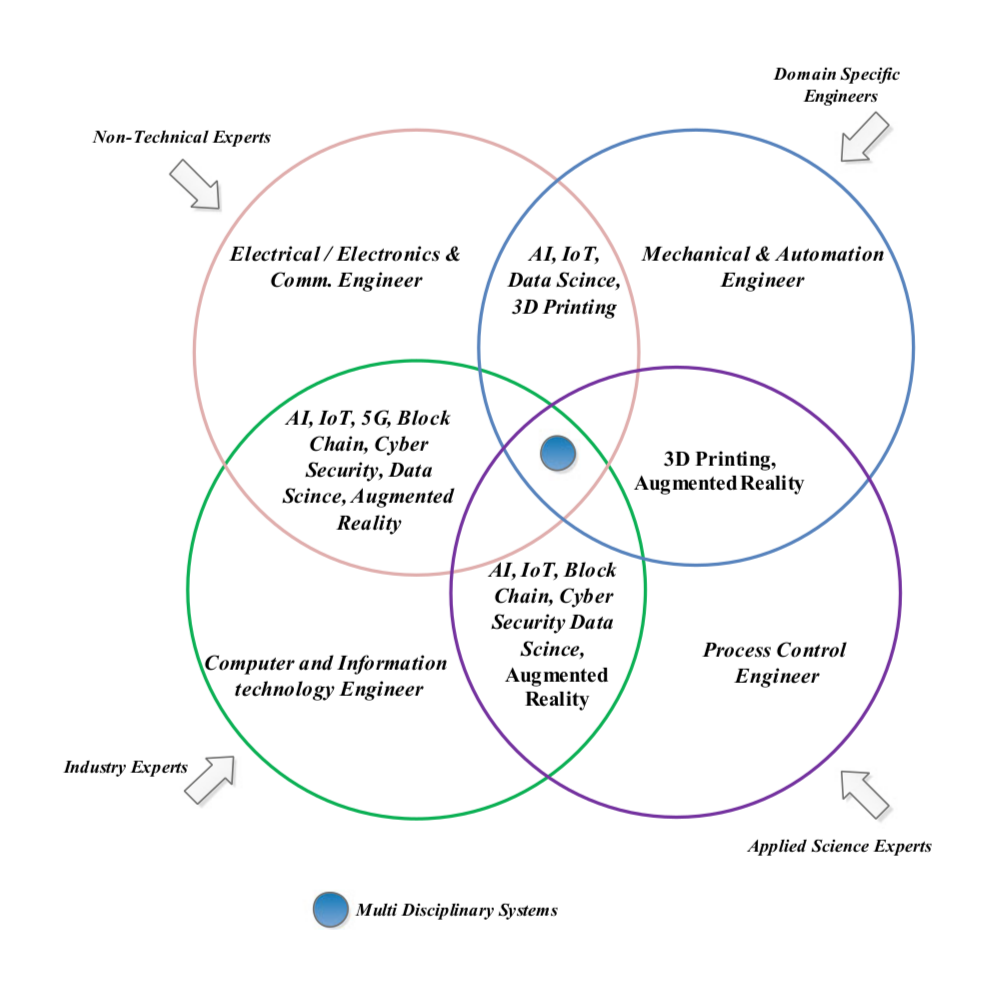 Domain Specific
Engineers
Non-Technical Experts
Electrical / Electronics &
Comm. Engineer
AI, IoT,
Data Scince,
3D Printing
Mechanical & Automation
Engineer
AI, IoT, 5G, Block
Chain, Cyber
Security, Data
Scince, Augmented
Reality
3D Printing,
Augmented Reality
AI, IoT, Block
Chain, Cyber
Security Data
Scince,
Augmented
Reality
Computer and Information
technology Engineer
Process Control
Engineer
Industry Experts
Applied Science Experts
Multi Disciplinary Systems